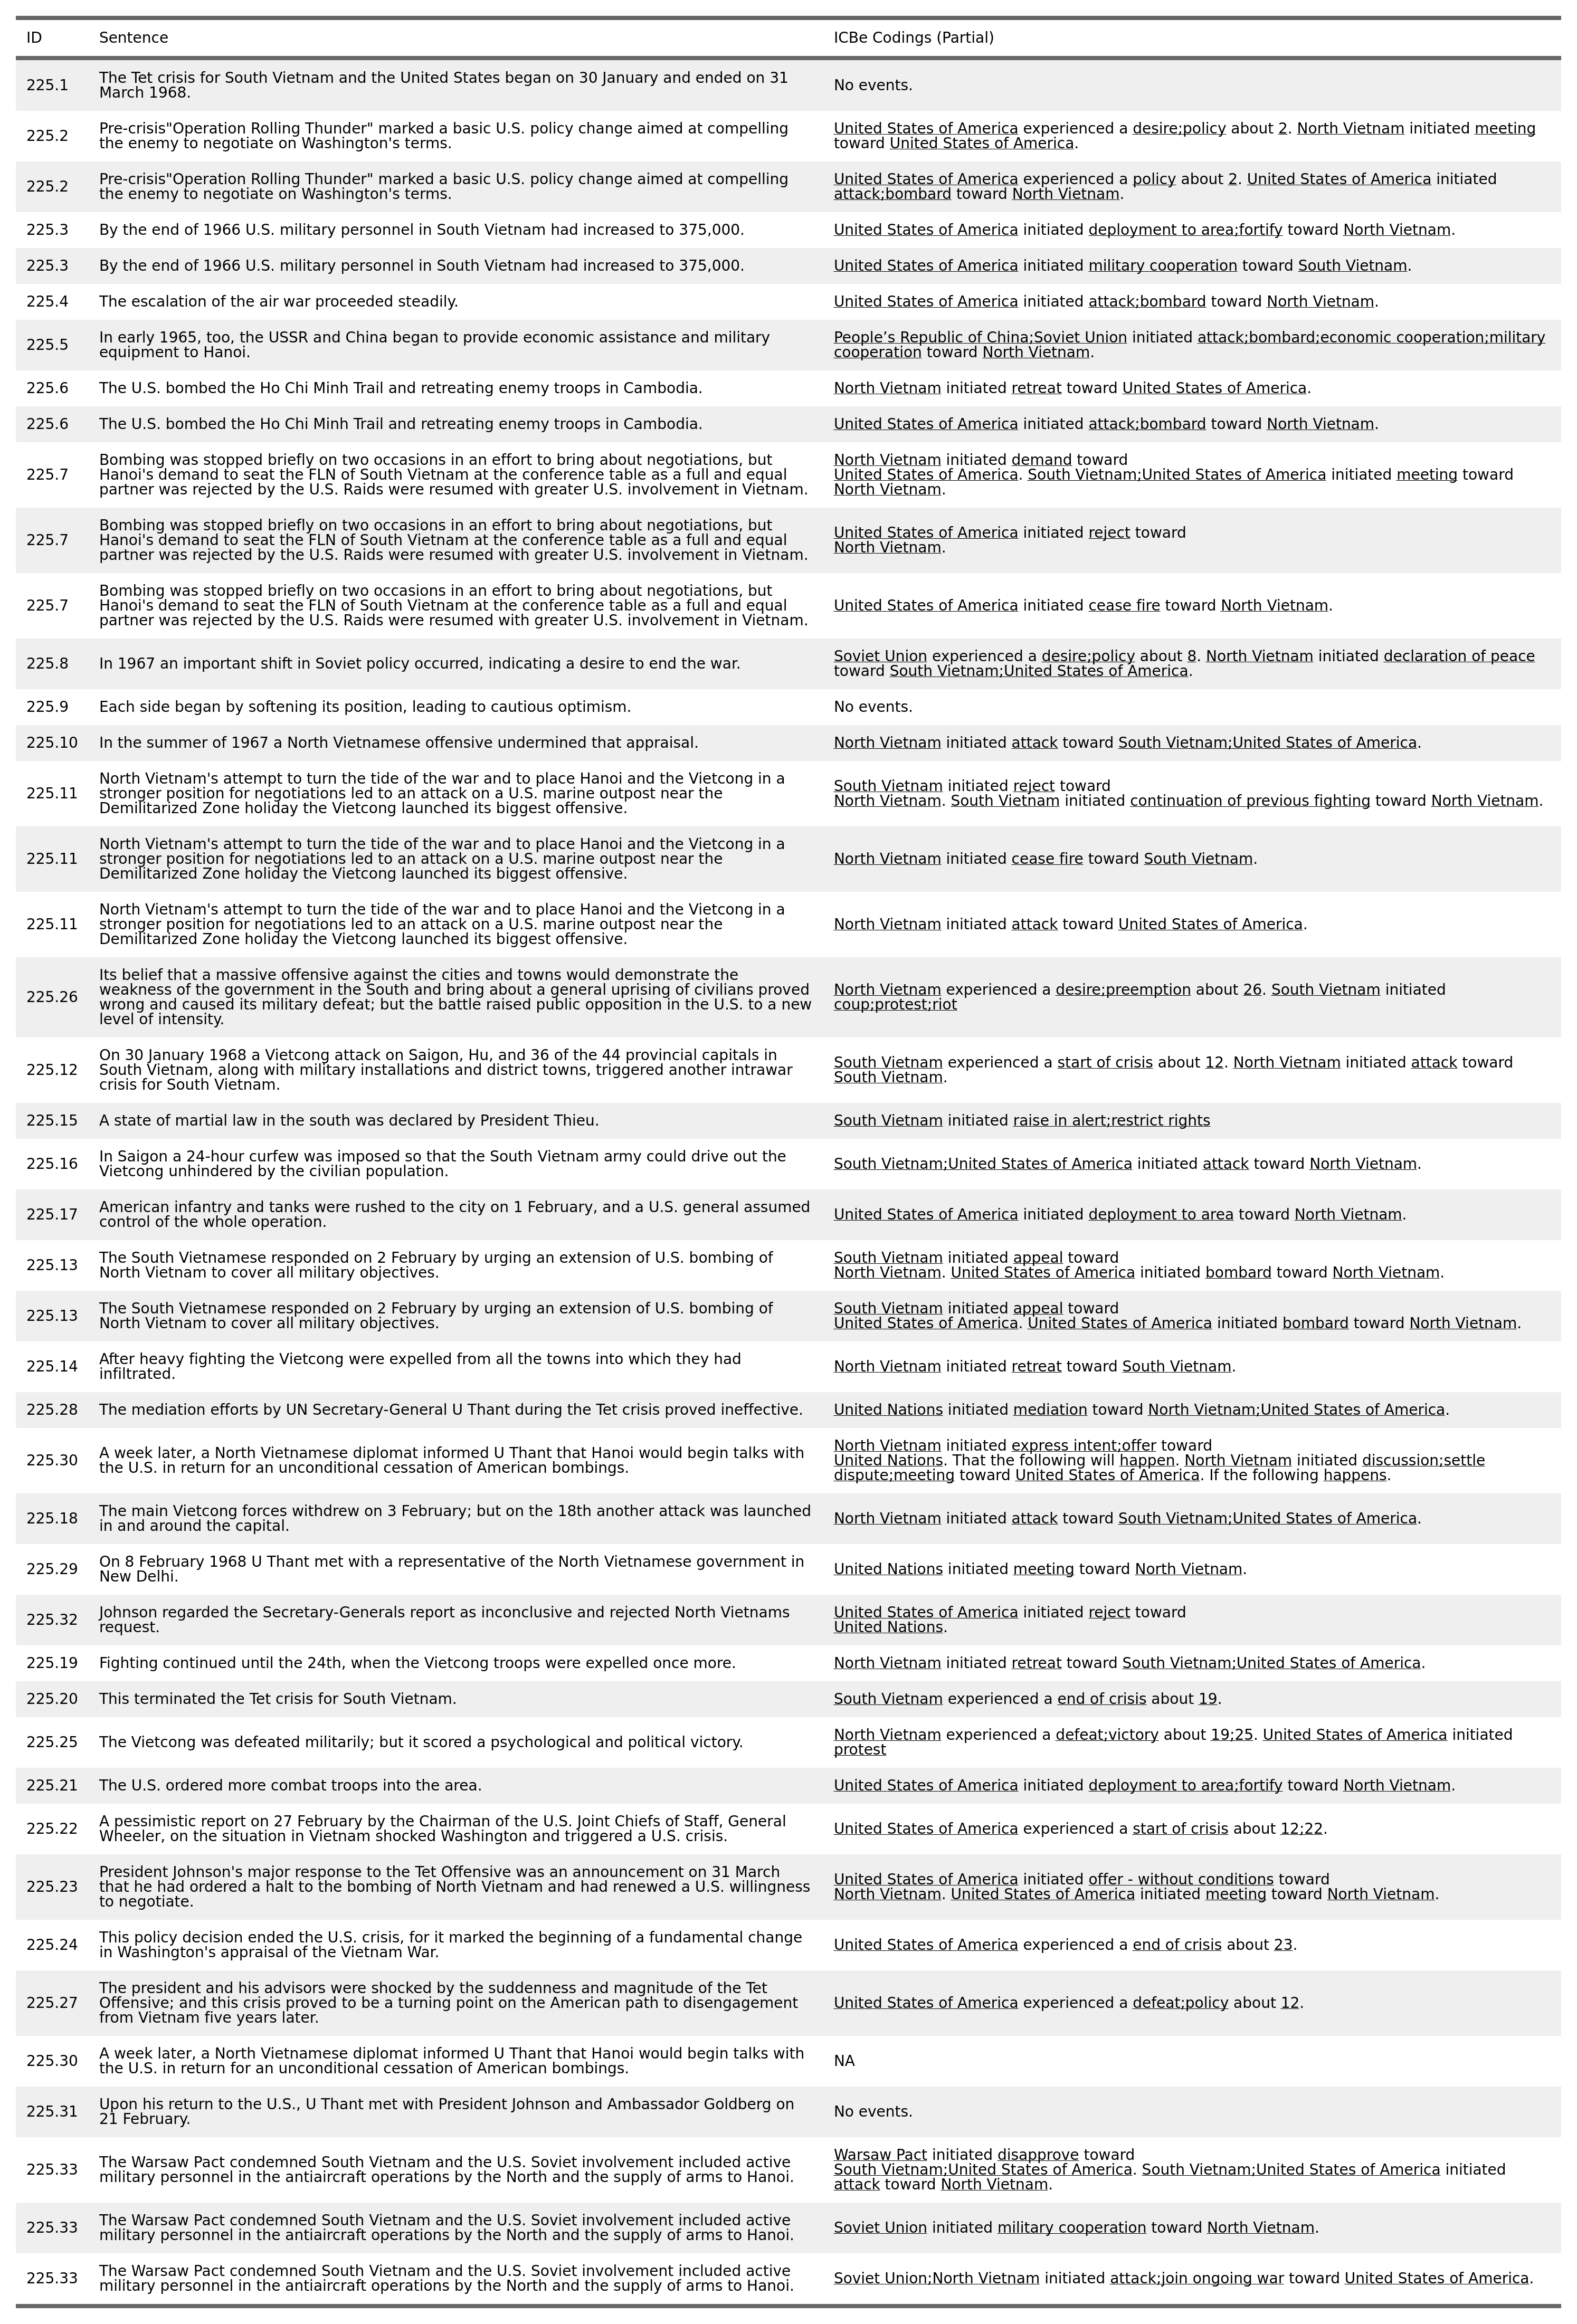 ID Sentence ICBe Codings (Partial)
225.1 The Tet crisis for South Vietnam and the United States began on 30 January and ended on 31
March 1968.
No events.
225.2 Pre-crisis"Operation Rolling Thunder" marked a basic U.S. policy change aimed at compelling
the enemy to negotiate on Washington's terms.
United States of America experienced a desire;policy about 2. North Vietnam initiated meeting
toward United States of America.
225.2 Pre-crisis"Operation Rolling Thunder" marked a basic U.S. policy change aimed at compelling
the enemy to negotiate on Washington's terms.
United States of America experienced a policy about 2. United States of America initiated
attack;bombard toward North Vietnam.
225.3 By the end of 1966 U.S. military personnel in South Vietnam had increased to 375,000. United States of America initiated deployment to area;fortify toward North Vietnam.
225.3 By the end of 1966 U.S. military personnel in South Vietnam had increased to 375,000. United States of America initiated military cooperation toward South Vietnam.
225.4 The escalation of the air war proceeded steadily. United States of America initiated attack;bombard toward North Vietnam.
225.5 In early 1965, too, the USSR and China began to provide economic assistance and military
equipment to Hanoi.
People’s Republic of China;Soviet Union initiated attack;bombard;economic cooperation;military
cooperation toward North Vietnam.
225.6 The U.S. bombed the Ho Chi Minh Trail and retreating enemy troops in Cambodia. North Vietnam initiated retreat toward United States of America.
225.6 The U.S. bombed the Ho Chi Minh Trail and retreating enemy troops in Cambodia. United States of America initiated attack;bombard toward North Vietnam.
225.7 Bombing was stopped briefly on two occasions in an effort to bring about negotiations, but
Hanoi's demand to seat the FLN of South Vietnam at the conference table as a full and equal
partner was rejected by the U.S. Raids were resumed with greater U.S. involvement in Vietnam.
North Vietnam initiated demand toward
United States of America. South Vietnam;United States of America initiated meeting toward
North Vietnam.
225.7 Bombing was stopped briefly on two occasions in an effort to bring about negotiations, but
Hanoi's demand to seat the FLN of South Vietnam at the conference table as a full and equal
partner was rejected by the U.S. Raids were resumed with greater U.S. involvement in Vietnam.
United States of America initiated reject toward
North Vietnam.
225.7 Bombing was stopped briefly on two occasions in an effort to bring about negotiations, but
Hanoi's demand to seat the FLN of South Vietnam at the conference table as a full and equal
partner was rejected by the U.S. Raids were resumed with greater U.S. involvement in Vietnam.
United States of America initiated cease fire toward North Vietnam.
225.8 In 1967 an important shift in Soviet policy occurred, indicating a desire to end the war.
Soviet Union experienced a desire;policy about 8. North Vietnam initiated declaration of peace
toward South Vietnam;United States of America.
225.9 Each side began by softening its position, leading to cautious optimism. No events.
225.10 In the summer of 1967 a North Vietnamese offensive undermined that appraisal. North Vietnam initiated attack toward South Vietnam;United States of America.
225.11 North Vietnam's attempt to turn the tide of the war and to place Hanoi and the Vietcong in a
stronger position for negotiations led to an attack on a U.S. marine outpost near the
Demilitarized Zone holiday the Vietcong launched its biggest offensive.
South Vietnam initiated reject toward
North Vietnam. South Vietnam initiated continuation of previous fighting toward North Vietnam.
225.11 North Vietnam's attempt to turn the tide of the war and to place Hanoi and the Vietcong in a
stronger position for negotiations led to an attack on a U.S. marine outpost near the
Demilitarized Zone holiday the Vietcong launched its biggest offensive.
North Vietnam initiated cease fire toward South Vietnam.
225.11 North Vietnam's attempt to turn the tide of the war and to place Hanoi and the Vietcong in a
stronger position for negotiations led to an attack on a U.S. marine outpost near the
Demilitarized Zone holiday the Vietcong launched its biggest offensive.
North Vietnam initiated attack toward United States of America.
225.26 Its belief that a massive offensive against the cities and towns would demonstrate the
weakness of the government in the South and bring about a general uprising of civilians proved
wrong and caused its military defeat; but the battle raised public opposition in the U.S. to a new
level of intensity.
North Vietnam experienced a desire;preemption about 26. South Vietnam initiated
coup;protest;riot
225.12 On 30 January 1968 a Vietcong attack on Saigon, Hu, and 36 of the 44 provincial capitals in
South Vietnam, along with military installations and district towns, triggered another intrawar
crisis for South Vietnam.
South Vietnam experienced a start of crisis about 12. North Vietnam initiated attack toward
South Vietnam.
225.15 A state of martial law in the south was declared by President Thieu. South Vietnam initiated raise in alert;restrict rights
225.16 In Saigon a 24-hour curfew was imposed so that the South Vietnam army could drive out the
Vietcong unhindered by the civilian population.
South Vietnam;United States of America initiated attack toward North Vietnam.
225.17 American infantry and tanks were rushed to the city on 1 February, and a U.S. general assumed
control of the whole operation.
United States of America initiated deployment to area toward North Vietnam.
225.13 The South Vietnamese responded on 2 February by urging an extension of U.S. bombing of
North Vietnam to cover all military objectives.
South Vietnam initiated appeal toward
North Vietnam. United States of America initiated bombard toward North Vietnam.
225.13 The South Vietnamese responded on 2 February by urging an extension of U.S. bombing of
North Vietnam to cover all military objectives.
South Vietnam initiated appeal toward
United States of America. United States of America initiated bombard toward North Vietnam.
225.14 After heavy fighting the Vietcong were expelled from all the towns into which they had
infiltrated.
North Vietnam initiated retreat toward South Vietnam.
225.28 The mediation efforts by UN Secretary-General U Thant during the Tet crisis proved ineffective. United Nations initiated mediation toward North Vietnam;United States of America.
225.30 A week later, a North Vietnamese diplomat informed U Thant that Hanoi would begin talks with
the U.S. in return for an unconditional cessation of American bombings.
North Vietnam initiated express intent;offer toward
United Nations. That the following will happen. North Vietnam initiated discussion;settle
dispute;meeting toward United States of America. If the following happens.
225.18 The main Vietcong forces withdrew on 3 February; but on the 18th another attack was launched
in and around the capital.
North Vietnam initiated attack toward South Vietnam;United States of America.
225.29 On 8 February 1968 U Thant met with a representative of the North Vietnamese government in
New Delhi.
United Nations initiated meeting toward North Vietnam.
225.32 Johnson regarded the Secretary-Generals report as inconclusive and rejected North Vietnams
request.
United States of America initiated reject toward
United Nations.
225.19 Fighting continued until the 24th, when the Vietcong troops were expelled once more. North Vietnam initiated retreat toward South Vietnam;United States of America.
225.20 This terminated the Tet crisis for South Vietnam. South Vietnam experienced a end of crisis about 19.
225.25 The Vietcong was defeated militarily; but it scored a psychological and political victory.
North Vietnam experienced a defeat;victory about 19;25. United States of America initiated
protest
225.21 The U.S. ordered more combat troops into the area. United States of America initiated deployment to area;fortify toward North Vietnam.
225.22 A pessimistic report on 27 February by the Chairman of the U.S. Joint Chiefs of Staff, General
Wheeler, on the situation in Vietnam shocked Washington and triggered a U.S. crisis.
United States of America experienced a start of crisis about 12;22.
225.23 President Johnson's major response to the Tet Offensive was an announcement on 31 March
that he had ordered a halt to the bombing of North Vietnam and had renewed a U.S. willingness
to negotiate.
United States of America initiated offer - without conditions toward
North Vietnam. United States of America initiated meeting toward North Vietnam.
225.24 This policy decision ended the U.S. crisis, for it marked the beginning of a fundamental change
in Washington's appraisal of the Vietnam War.
United States of America experienced a end of crisis about 23.
225.27 The president and his advisors were shocked by the suddenness and magnitude of the Tet
Offensive; and this crisis proved to be a turning point on the American path to disengagement
from Vietnam five years later.
United States of America experienced a defeat;policy about 12.
225.30 A week later, a North Vietnamese diplomat informed U Thant that Hanoi would begin talks with
the U.S. in return for an unconditional cessation of American bombings.
NA
225.31 Upon his return to the U.S., U Thant met with President Johnson and Ambassador Goldberg on
21 February.
No events.
225.33 The Warsaw Pact condemned South Vietnam and the U.S. Soviet involvement included active
military personnel in the antiaircraft operations by the North and the supply of arms to Hanoi.
Warsaw Pact initiated disapprove toward
South Vietnam;United States of America. South Vietnam;United States of America initiated
attack toward North Vietnam.
225.33 The Warsaw Pact condemned South Vietnam and the U.S. Soviet involvement included active
military personnel in the antiaircraft operations by the North and the supply of arms to Hanoi.
Soviet Union initiated military cooperation toward North Vietnam.
225.33 The Warsaw Pact condemned South Vietnam and the U.S. Soviet involvement included active
military personnel in the antiaircraft operations by the North and the supply of arms to Hanoi.
Soviet Union;North Vietnam initiated attack;join ongoing war toward United States of America.